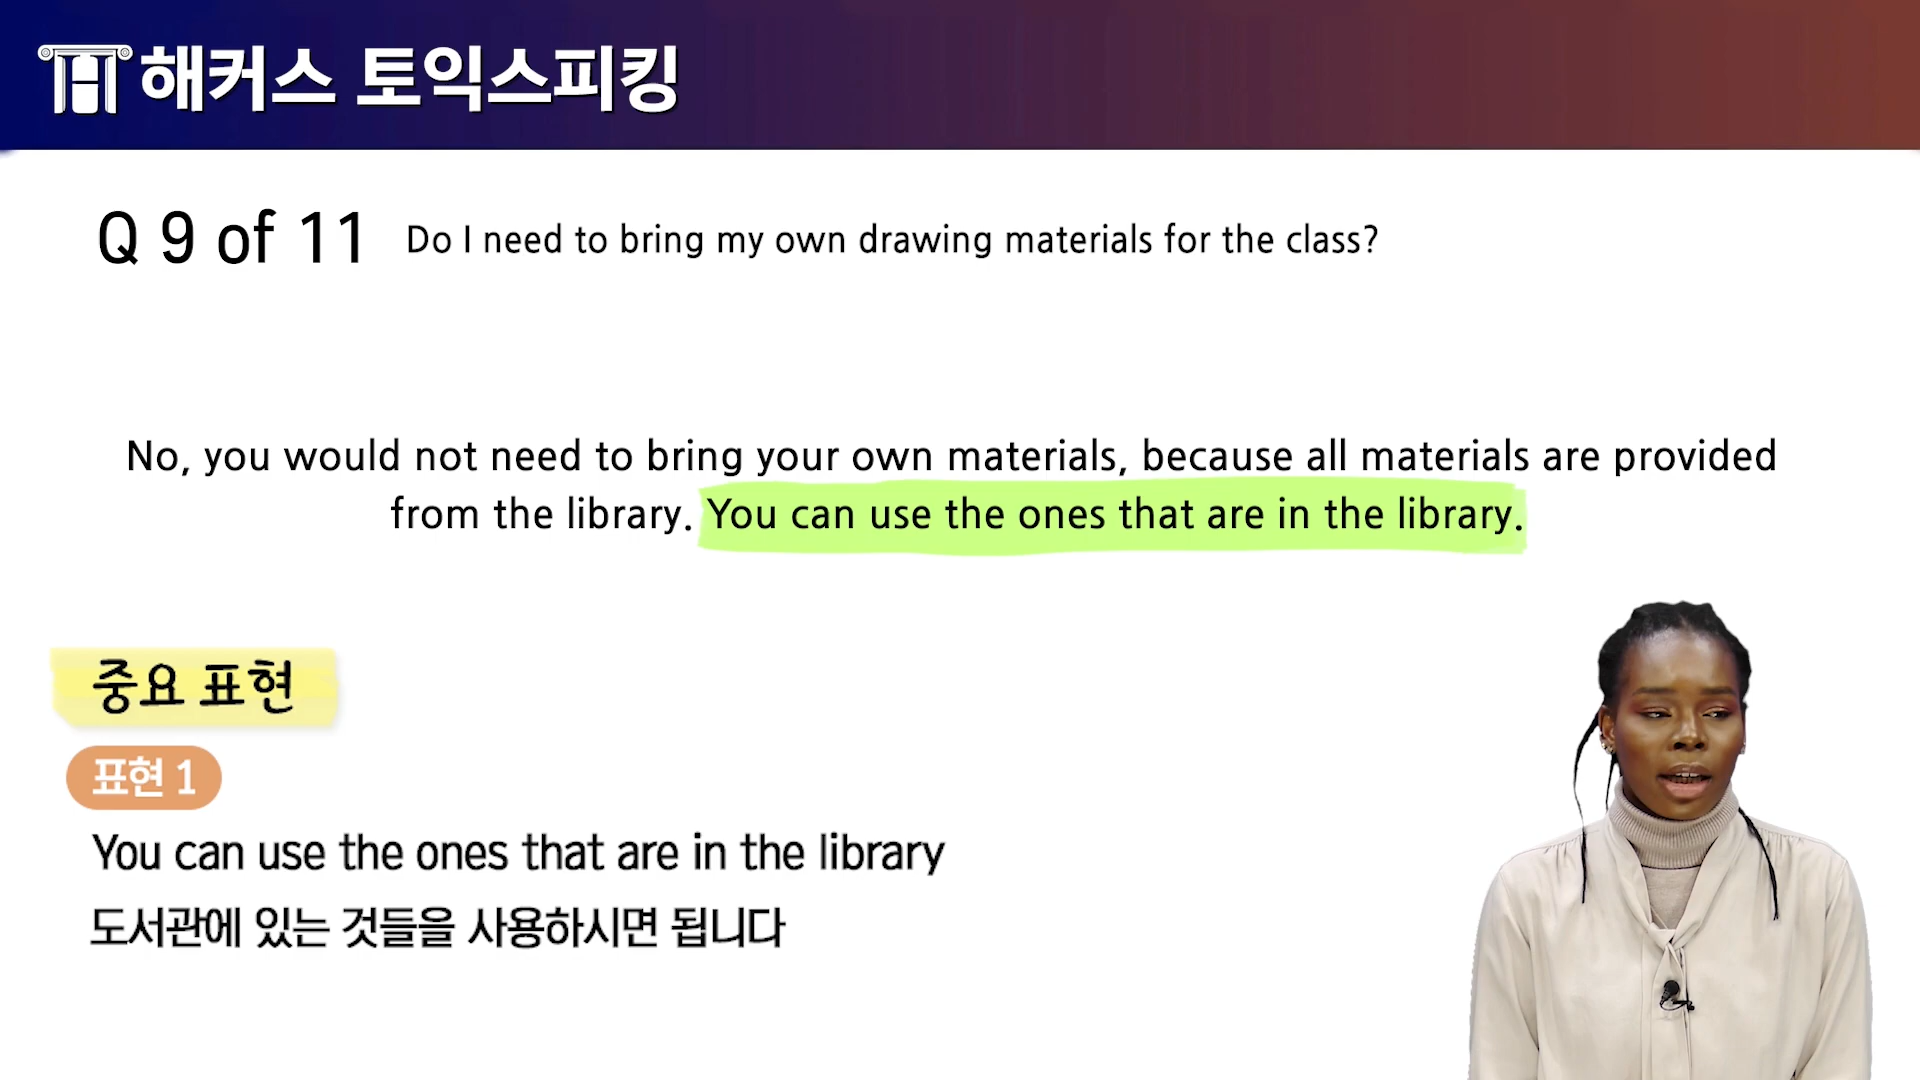 해커스 토익스피킹
Q 9 of 11 Do I need to bring my own drawing materials for the class?
No, you would not need to bring your own materials, because all materials are provided
from the library. You can use the ones that are in the library.
중요 표현
표현 1
You can use the ones that are in the library
도서관에 있는 것들을 사용하시면 됩니다